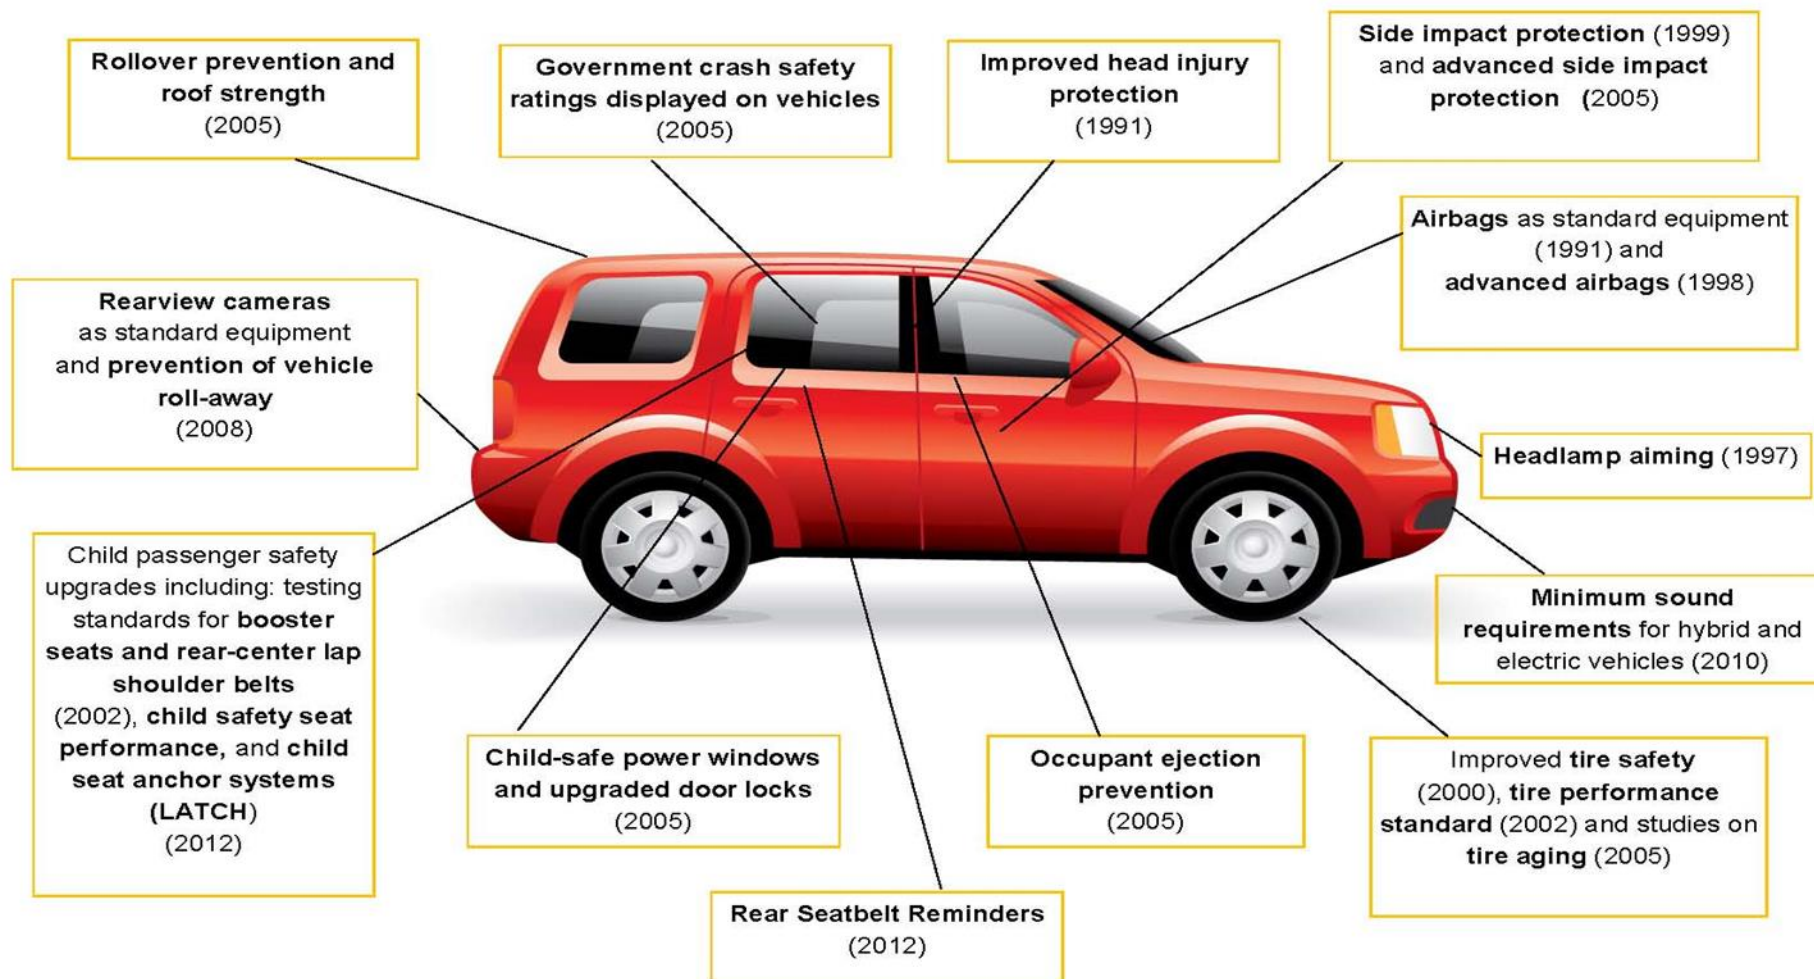 Rollover prevention and
roof strength
(2005)
Government crash safety
ratings displayed on vehicles
(2005)
Improved head injury
protection
(1991)
Side impact protection (1999)
and advanced side impact
protection (2005)
Airbags as standard equipment
(1991) and
advanced airbags (1998)
Rearview cameras
as standard equipment
and prevention of vehicle
roll-away
(2008)
Headlamp aiming (1997)
Child passenger safety
upgrades including: testing
standards for booster
seats and rear-center lap
shoulder belts
(2002), child safety seat
performance, and child
seat anchor systems
(LATCH)
(2012)
Minimum sound
requirements for hybrid and
electric vehicles (2010)
Child-safe power windows
and upgraded door locks
(2005)
Occupant ejection
prevention
(2005)
Improved tire safety
(2000), tire performance
standard (2002) and studies on
tire aging (2005)
Rear Seatbelt Reminders
(2012)